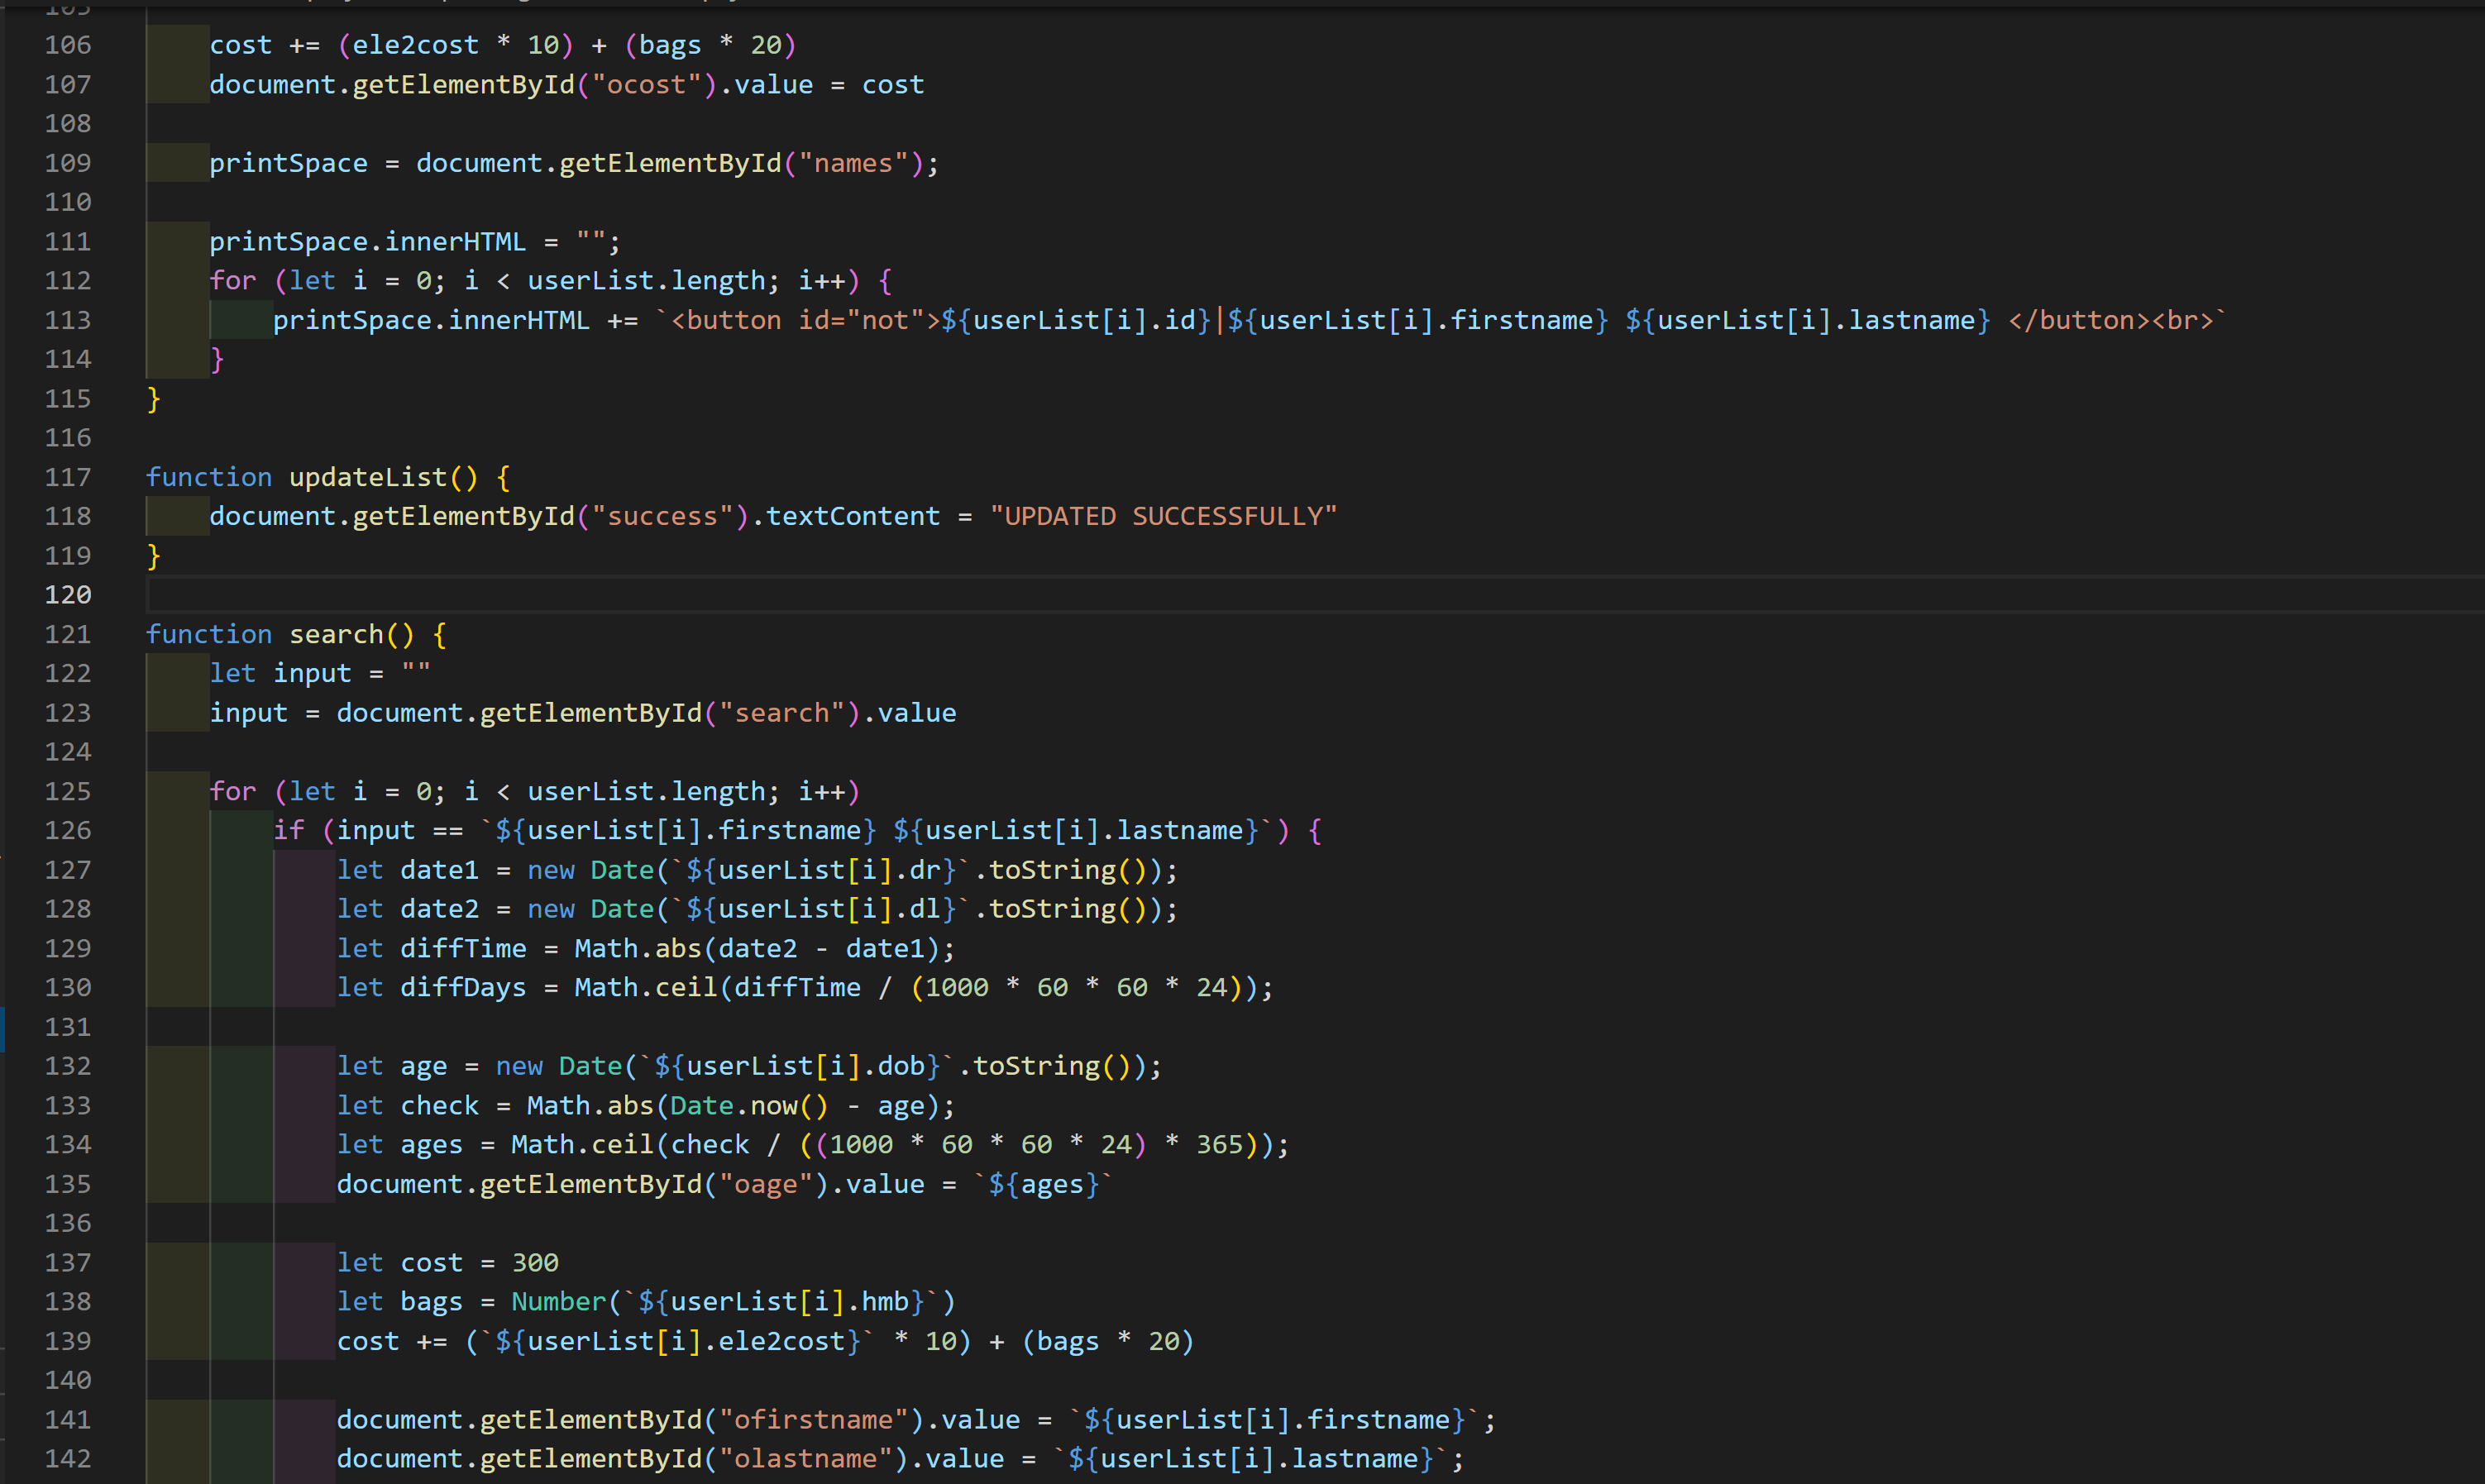 106 cost += (ele2cost * 10) + (bags * 20)
107 document.getElementById("ocost").value = cost
108
109 printSpace = document.getElementById("names");
110
111 printSpace.innerHTML = "";
112 for (let i = 0; i < userList.length; i++) {
113 printSpace.innerHTML += `<button id="not">${userList[i].id}|${userList[i].firstname} ${userList[i].lastname} </button><br>`
114 }
115 }
116
117 function updateList() {
118 document.getElementById("success").textContent = "UPDATED SUCCESSFULLY"
119 }
120
121 function search() {
122 let input = ""
123 input = document.getElementById("search").value
124
125 for (let i = 0; i < userList.length; i++)
126 if (input == `${userList[i].firstname} ${userList[i].lastname}`) {
127 let date1 = new Date(`${userList[i].dr}`.toString());
128 let date2 = new Date(`${userList[i].dl}`.toString());
129 let diffTime = Math.abs(date2 - date1);
130 let diffDays = Math.ceil(diffTime / (1000 * 60 * 60 * 24));
131
132 let age = new Date(`${userList[i].dob}`.toString());
133 let check = Math.abs(Date.now() - age);
134 let ages = Math.ceil(check / ((1000 * 60 * 60 * 24) * 365));
135 document.getElementById("oage").value = `${ages}`
136
137 let cost = 300
138 let bags = Number(`${userList[i].hmb}`)
139 cost += (`${userList[i].ele2cost}` * 10) + (bags * 20)
140
141 document.getElementById("ofirstname").value = `${userList[i].firstname}`;
142 document.getElementById("olastname").value = `${userList[i].lastname}`;